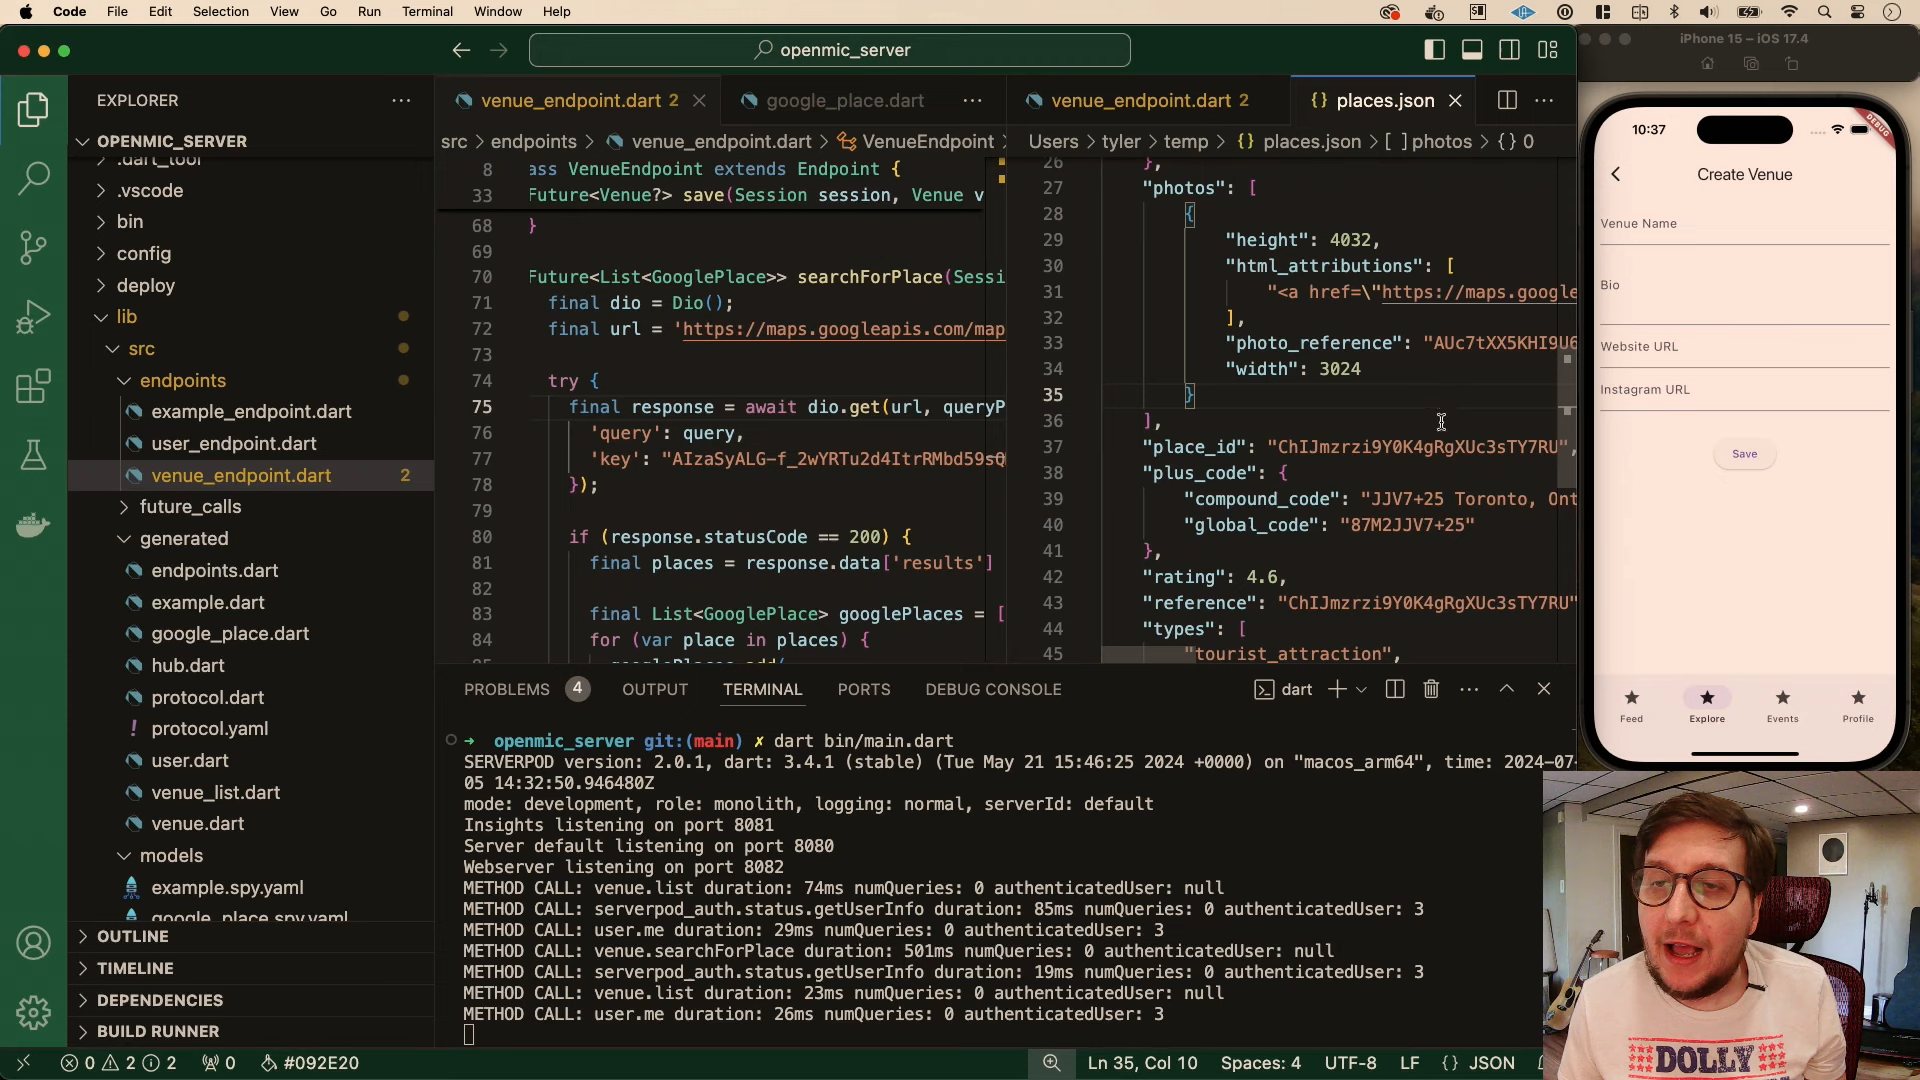 Code File Edit Selection View Go Run Terminal Window Help
openmic_server
iPhone 15 – iOS 17.4
EXPLORER
OPENMIC_SERVER
.dart_tool
.vscode
bin
config
deploy
lib
src
endpoints
example_endpoint.dart
user_endpoint.dart
venue_endpoint.dart 2
future_calls
generated
endpoints.dart
example.dart
google_place.dart
hub.dart
protocol.dart
! protocol.yaml
user.dart
venue_list.dart
venue.dart
models
example.spy.yaml
google_place.spy.yaml
OUTLINE
TIMELINE
DEPENDENCIES
BUILD RUNNER
venue_endpoint.dart 2
google_place.dart
src > endpoints > venue_endpoint.dart > VenueEndpoint >
8 ass VenueEndpoint extends Endpoint {
33 Future<Venue?> save(Session session, Venue v
68 }
69
70 Future<List<GooglePlace>> searchForPlace(Sessi
71 final dio = Dio();
72 final url = 'https://maps.googleapis.com/map
73
74 try {
75 final response = await dio.get(url, queryP
76 'query': query,
77 'key': "AIzaSyALG-f_2wYRTu2d4ItrRMbd59sQ
78 });
79
80 if (response.statusCode == 200) {
81 final places = response.data['results']
82
83 final List<GooglePlace> googlePlaces = [
84 for (var place in places) {
venue_endpoint.dart 2
{} places.json
Users > tyler > temp > {} places.json > [ ] photos > {} 0
26 },
27 "photos": [
28 {
29 "height": 4032,
30 "html_attributions": [
31 "<a href=\"https://maps.google
32 ],
33 "photo_reference": "AUc7tXX5KHI9U6
34 "width": 3024
35 }
36 ],
37 "place_id": "ChIJmzrzi9Y0K4gRgXUc3sTY7RU",
38 "plus_code": {
39 "compound_code": "JJV7+25 Toronto, Ont
40 "global_code": "87M2JJV7+25"
41 },
42 "rating": 4.6,
43 "reference": "ChIJmzrzi9Y0K4gRgXUc3sTY7RU"
44 "types": [
45 "tourist_attraction",
PROBLEMS 4 OUTPUT TERMINAL PORTS DEBUG CONSOLE
dart
→ openmic_server git:(main) ✗ dart bin/main.dart
SERVERPOD version: 2.0.1, dart: 3.4.1 (stable) (Tue May 21 15:46:25 2024 +0000) on "macos_arm64", time: 2024-07-
05 14:32:50.946480Z
mode: development, role: monolith, logging: normal, serverId: default
Insights listening on port 8081
Server default listening on port 8080
Webserver listening on port 8082
METHOD CALL: venue.list duration: 74ms numQueries: 0 authenticatedUser: null
METHOD CALL: serverpod_auth.status.getUserInfo duration: 85ms numQueries: 0 authenticatedUser: 3
METHOD CALL: user.me duration: 29ms numQueries: 0 authenticatedUser: 3
METHOD CALL: venue.searchForPlace duration: 501ms numQueries: 0 authenticatedUser: null
METHOD CALL: serverpod_auth.status.getUserInfo duration: 19ms numQueries: 0 authenticatedUser: 3
METHOD CALL: venue.list duration: 23ms numQueries: 0 authenticatedUser: null
METHOD CALL: user.me duration: 26ms numQueries: 0 authenticatedUser: 3
0 2 2 0 #092E20
Ln 35, Col 10 Spaces: 4 UTF-8 LF {} JSON
10:37
DEBUG
Create Venue
Venue Name
Bio
Website URL
Instagram URL
Save
Feed Explore Events Profile
DOLLY